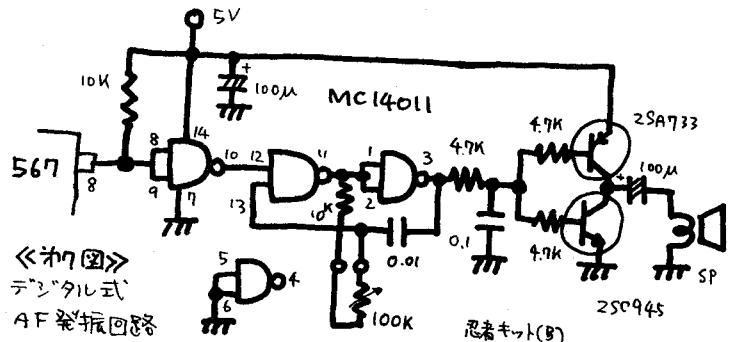 5V
10K
100μ
MC14011
2SA733
4.7K
14
8
9
10
7
12
13
11
1
2
3
4.7K
100μ
567
8
10K
0.01
0.1
4.7K
SP
2SC945
《第7図》
デジタル式
AF発振回路
5
6
4
100K
忍者キット(B)